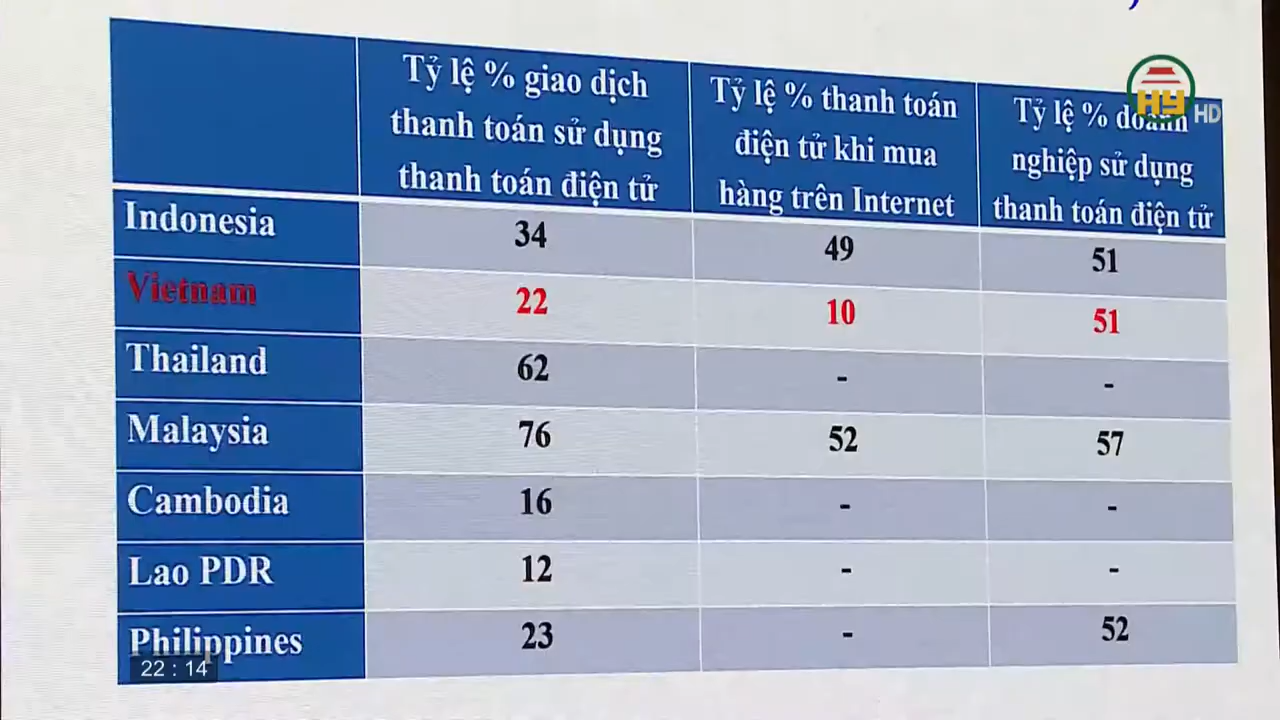 HY HD
Tỷ lệ % giao dịch
thanh toán sử dụng
thanh toán điện tử
Tỷ lệ % thanh toán
điện tử khi mua
hàng trên Internet
Tỷ lệ % doanh
nghiệp sử dụng
thanh toán điện tử
Indonesia 34 49 51
Vietnam 22 10 51
Thailand 62 - -
Malaysia 76 52 57
Cambodia 16 - -
Lao PDR 12 - -
Philippines 23 - 52
22 : 14